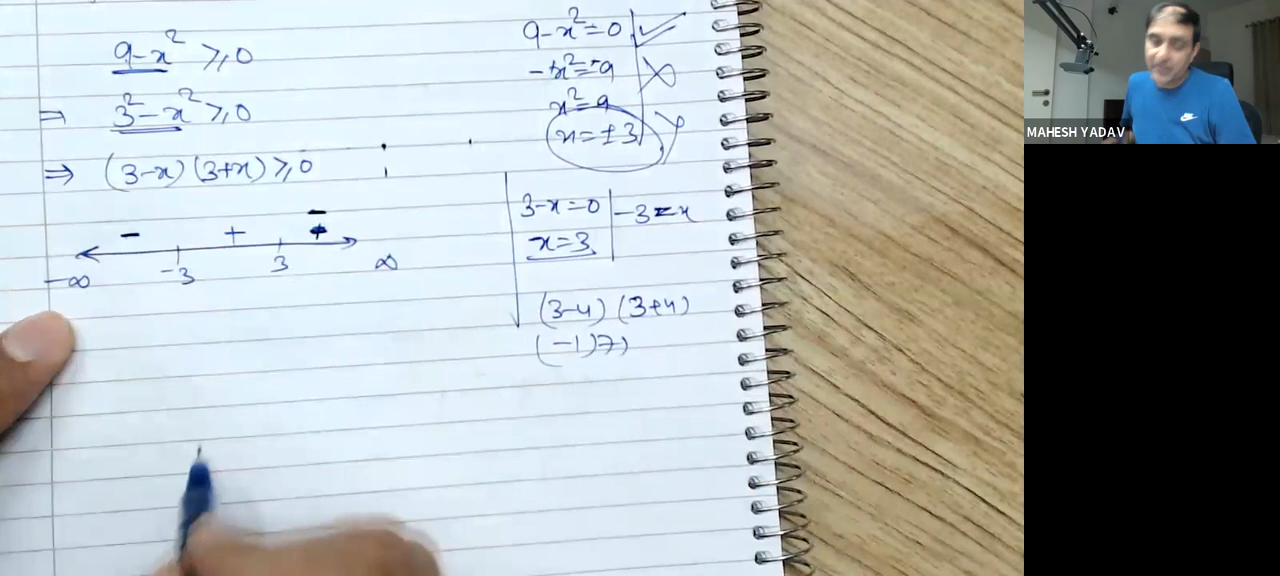 9-x² ≥0
⇒ 3²-x² ≥0
⇒ (3-x)(3+x) ≥0
- + -
-∞ -3 3 ∞
9-x²=0
-x²=-9
x²=9
x=±3
3-x=0
x=3
-3=x
(3-4)(3+4)
(-1)7)
MAHESH YADAV